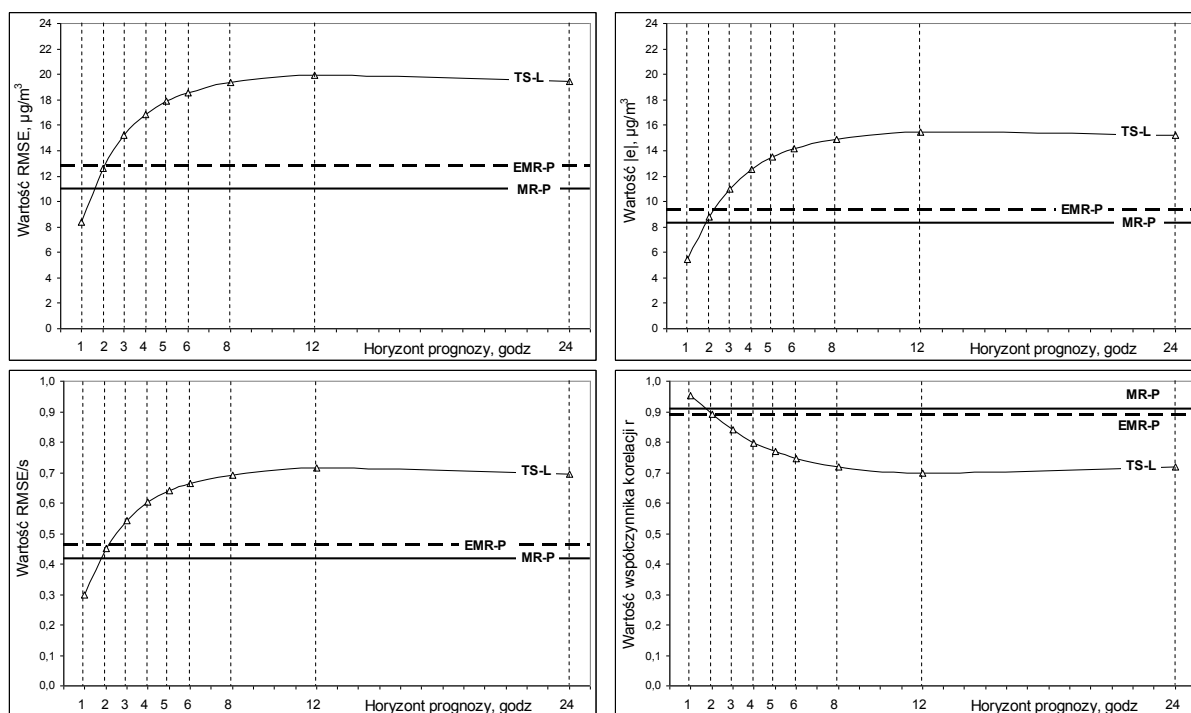 Wartość RMSE, µg/m³
24
22
20
18
16
14
12
10
8
6
4
2
0
TS-L
EMR-P
MR-P
1 2 3 4 5 6 8 12 Horyzont prognozy, godz 24
Wartość |e|, µg/m³
24
22
20
18
16
14
12
10
8
6
4
2
0
TS-L
EMR-P
MR-P
1 2 3 4 5 6 8 12 Horyzont prognozy, godz 24
Wartość RMSE/s
1,0
0,9
0,8
0,7
0,6
0,5
0,4
0,3
0,2
0,1
0,0
TS-L
EMR-P
MR-P
1 2 3 4 5 6 8 12 Horyzont prognozy, godz 24
Wartość współczynnika korelacji r
1,0
0,9
0,8
0,7
0,6
0,5
0,4
0,3
0,2
0,1
0,0
MR-P
EMR-P
TS-L
1 2 3 4 5 6 8 12 Horyzont prognozy, godz 24